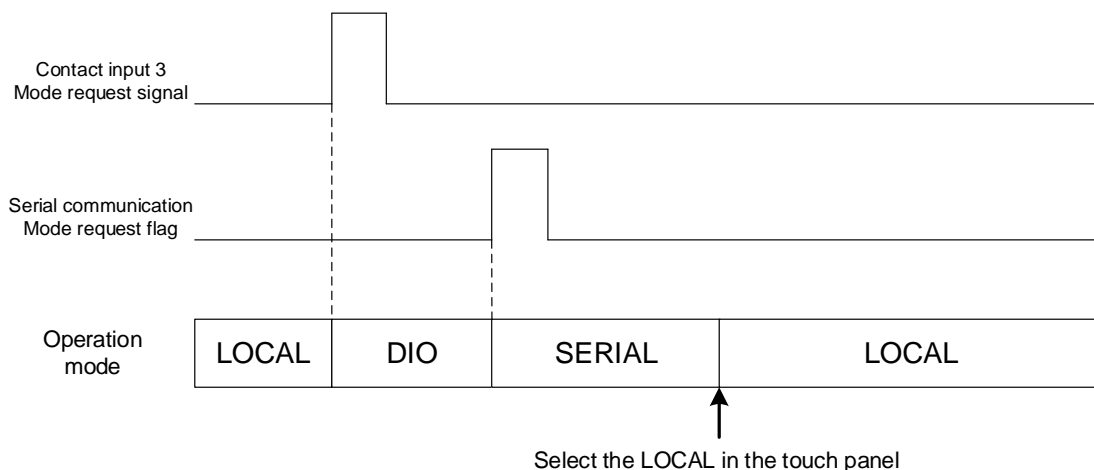 Contact input 3
Mode request signal
Serial communication
Mode request flag
Operation
mode
LOCAL
DIO
SERIAL
LOCAL
Select the LOCAL in the touch panel